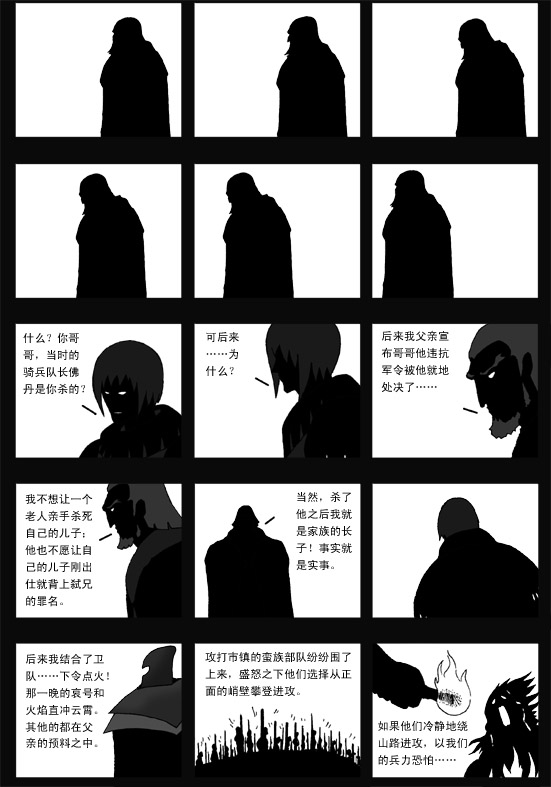 什么？你哥
哥，当时的
骑兵队长佛
丹是你杀的？
可后来
……为
什么？
后来我父亲宣
布哥哥他违抗
军令被他就地
处决了……
我不想让一个
老人亲手杀死
自己的儿子；
他也不愿让自
己的儿子刚出
仕就背上弑兄
的罪名。
当然，杀了
他之后我就
是家族的长
子！事实就
是实事。
后来我结合了卫
队……下令点火！
那一晚的哀号和
火焰直冲云霄。
其他的都在父
亲的预料之中。
攻打市镇的蛮族部队纷纷围了
上来，盛怒之下他们选择从正
面的峭壁攀登进攻。
如果他们冷静地绕
山路进攻，以我们
的兵力恐怕……